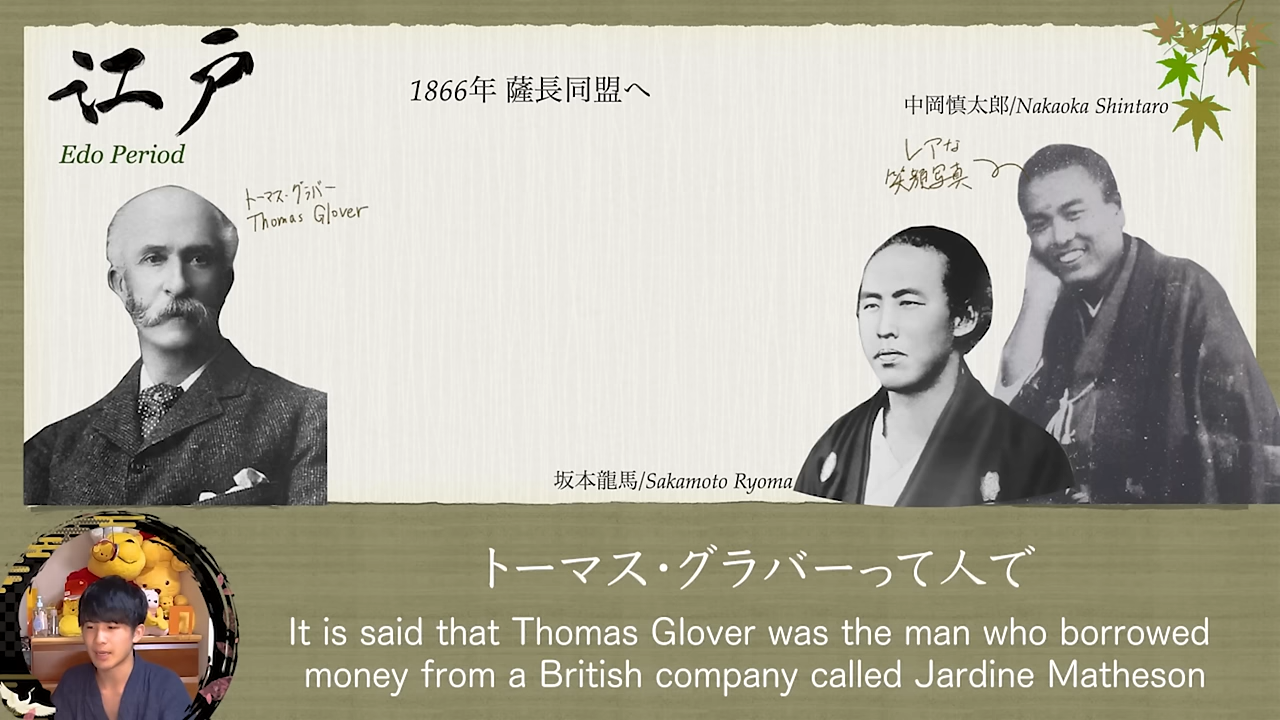 江戸
Edo Period
1866年 薩長同盟へ
中岡慎太郎/Nakaoka Shintaro
レアな
笑顔写真
トーマス・グラバー
Thomas Glover
坂本龍馬/Sakamoto Ryoma
トーマス・グラバーって人で
It is said that Thomas Glover was the man who borrowed
money from a British company called Jardine Matheson